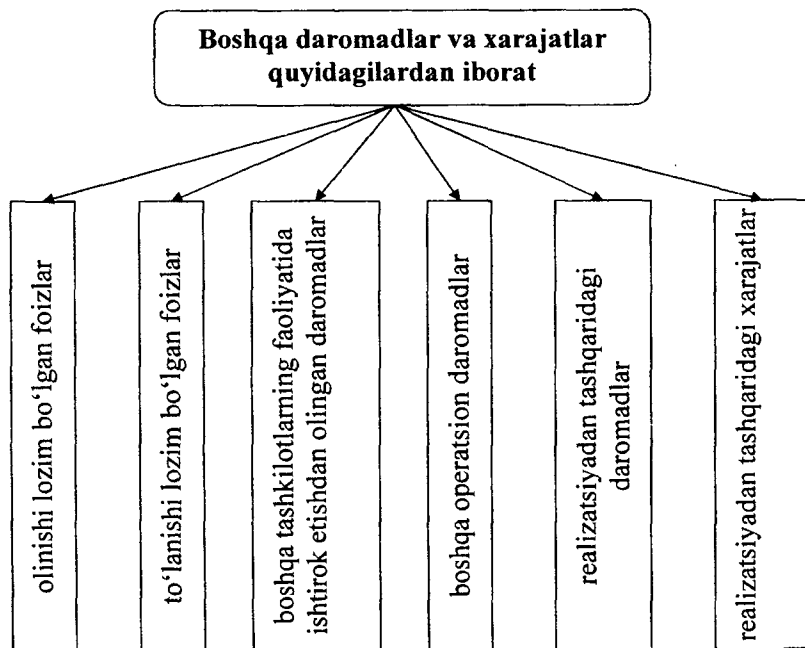 Boshqa daromadlar va xarajatlar
quyidagilardan iborat
olinishi lozim bo‘lgan foizlar
to‘lanishi lozim bo‘lgan foizlar
boshqa tashkilotlarning faoliyatida
ishtirok etishdan olingan daromadlar
boshqa operatsion daromadlar
realizatsiyadan tashqaridagi
daromadlar
realizatsiyadan tashqaridagi xarajatlar